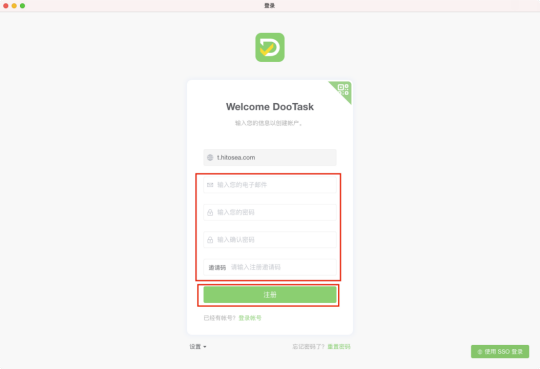 登录
Welcome DooTask
输入您的信息以创建帐户。
t.hitosea.com
输入您的电子邮件
输入您的密码
输入确认密码
邀请码 请输入注册邀请码
注册
已经有帐号? 登录帐号
设置 忘记密码了? 重置密码
使用 SSO 登录